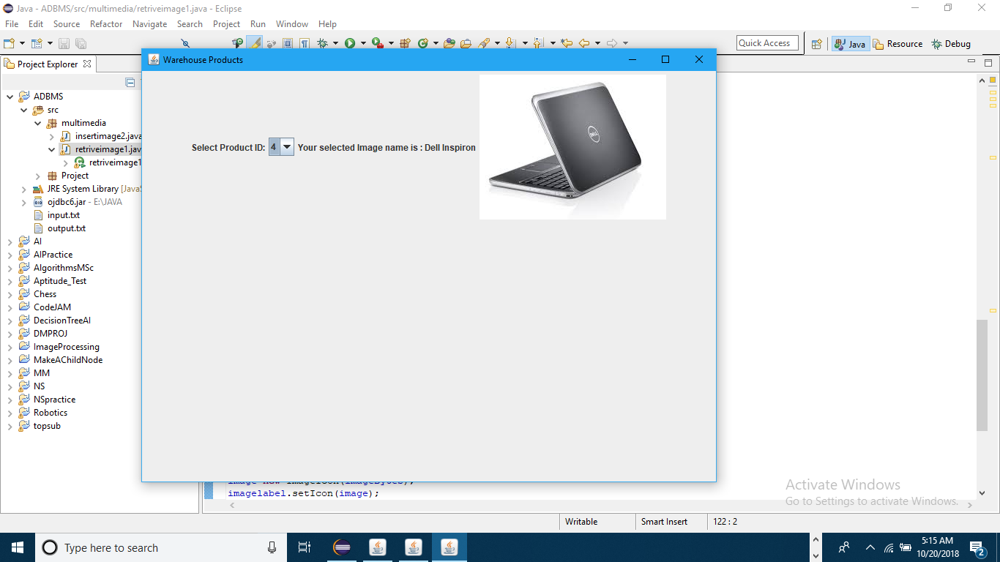 Java - ADBMS/src/multimedia/retriveimage1.java - Eclipse
File Edit Source Refactor Navigate Search Project Run Window Help
Quick Access Java Resource Debug
Project Explorer
Warehouse Products
ADBMS
src
multimedia
insertimage2.java
retriveimage1.jav
retriveimage1
Project
JRE System Library [JavaS
ojdbc6.jar - E:\JAVA
input.txt
output.txt
AI
AIPractice
AlgorithmsMSc
Aptitude_Test
Chess
CodeJAM
DecisionTreeAI
DMPROJ
ImageProcessing
MakeAChildNode
MM
NS
NSpractice
Robotics
topsub
Select Product ID: 4 Your selected Image name is : Dell Inspiron
DELL
imagelabel.setIcon(image);
Activate Windows
Go to Settings to activate Windows.
Writable Smart Insert 122 : 2
Type here to search
5:15 AM
10/20/2018
2